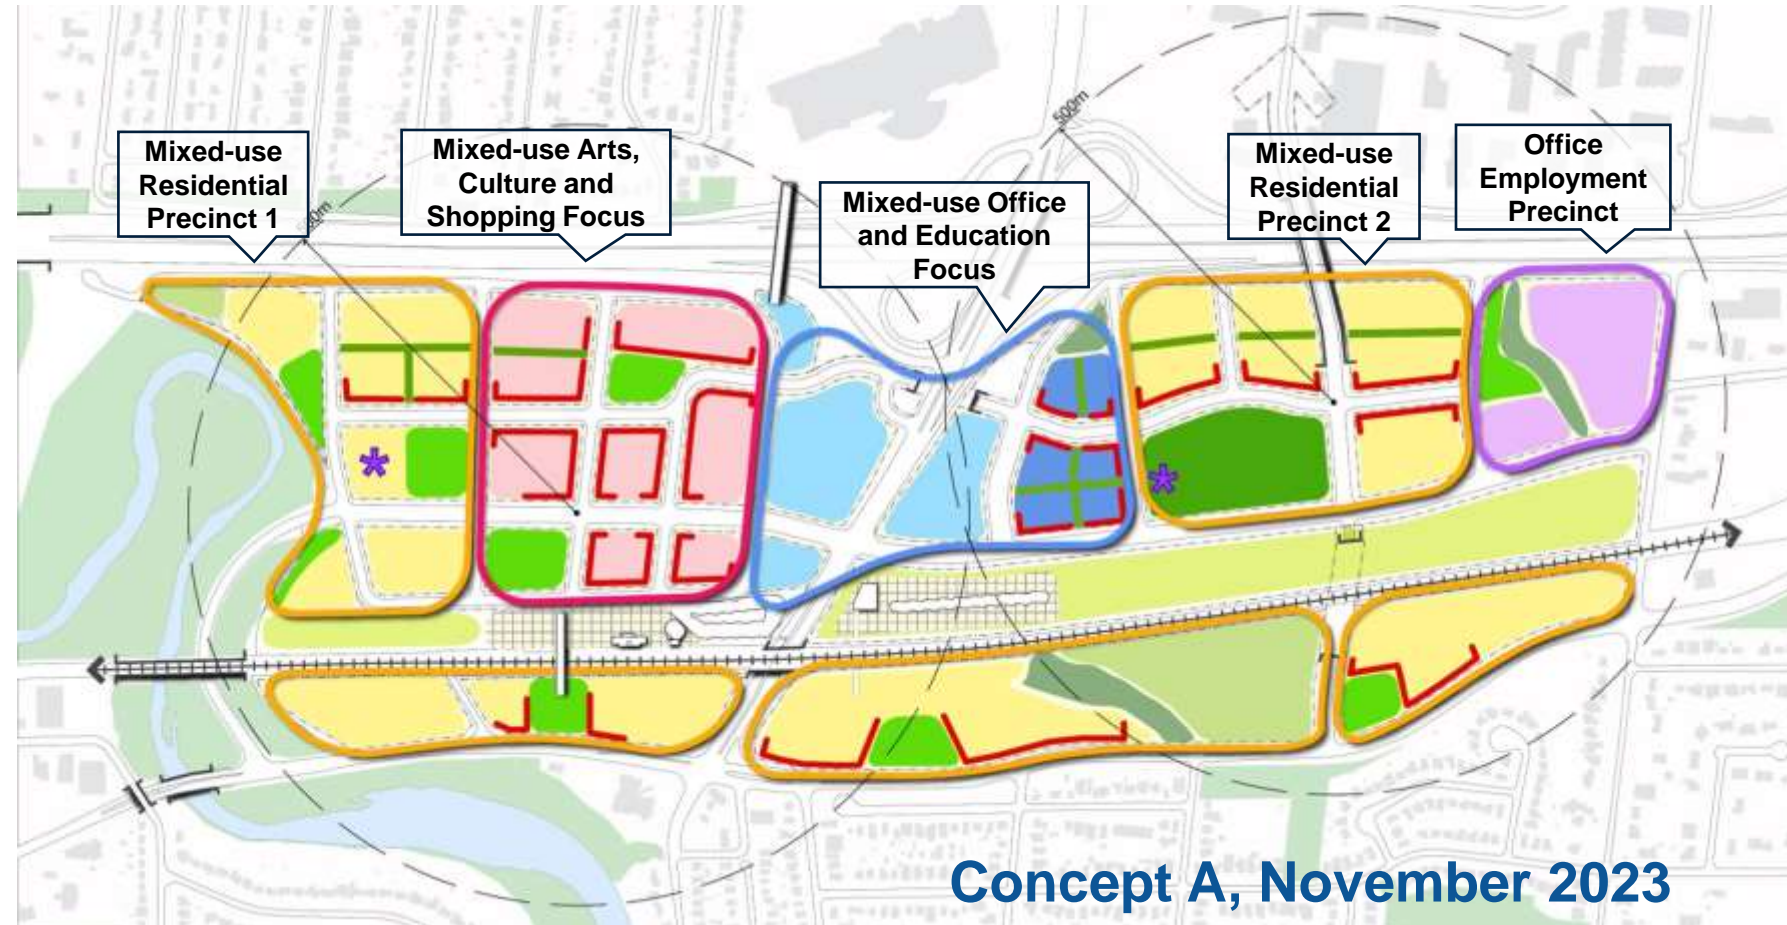 Mixed-use
Residential
Precinct 1
Mixed-use Arts,
Culture and
Shopping Focus
Mixed-use Office
and Education
Focus
Mixed-use
Residential
Precinct 2
Office
Employment
Precinct
500m
Concept A, November 2023